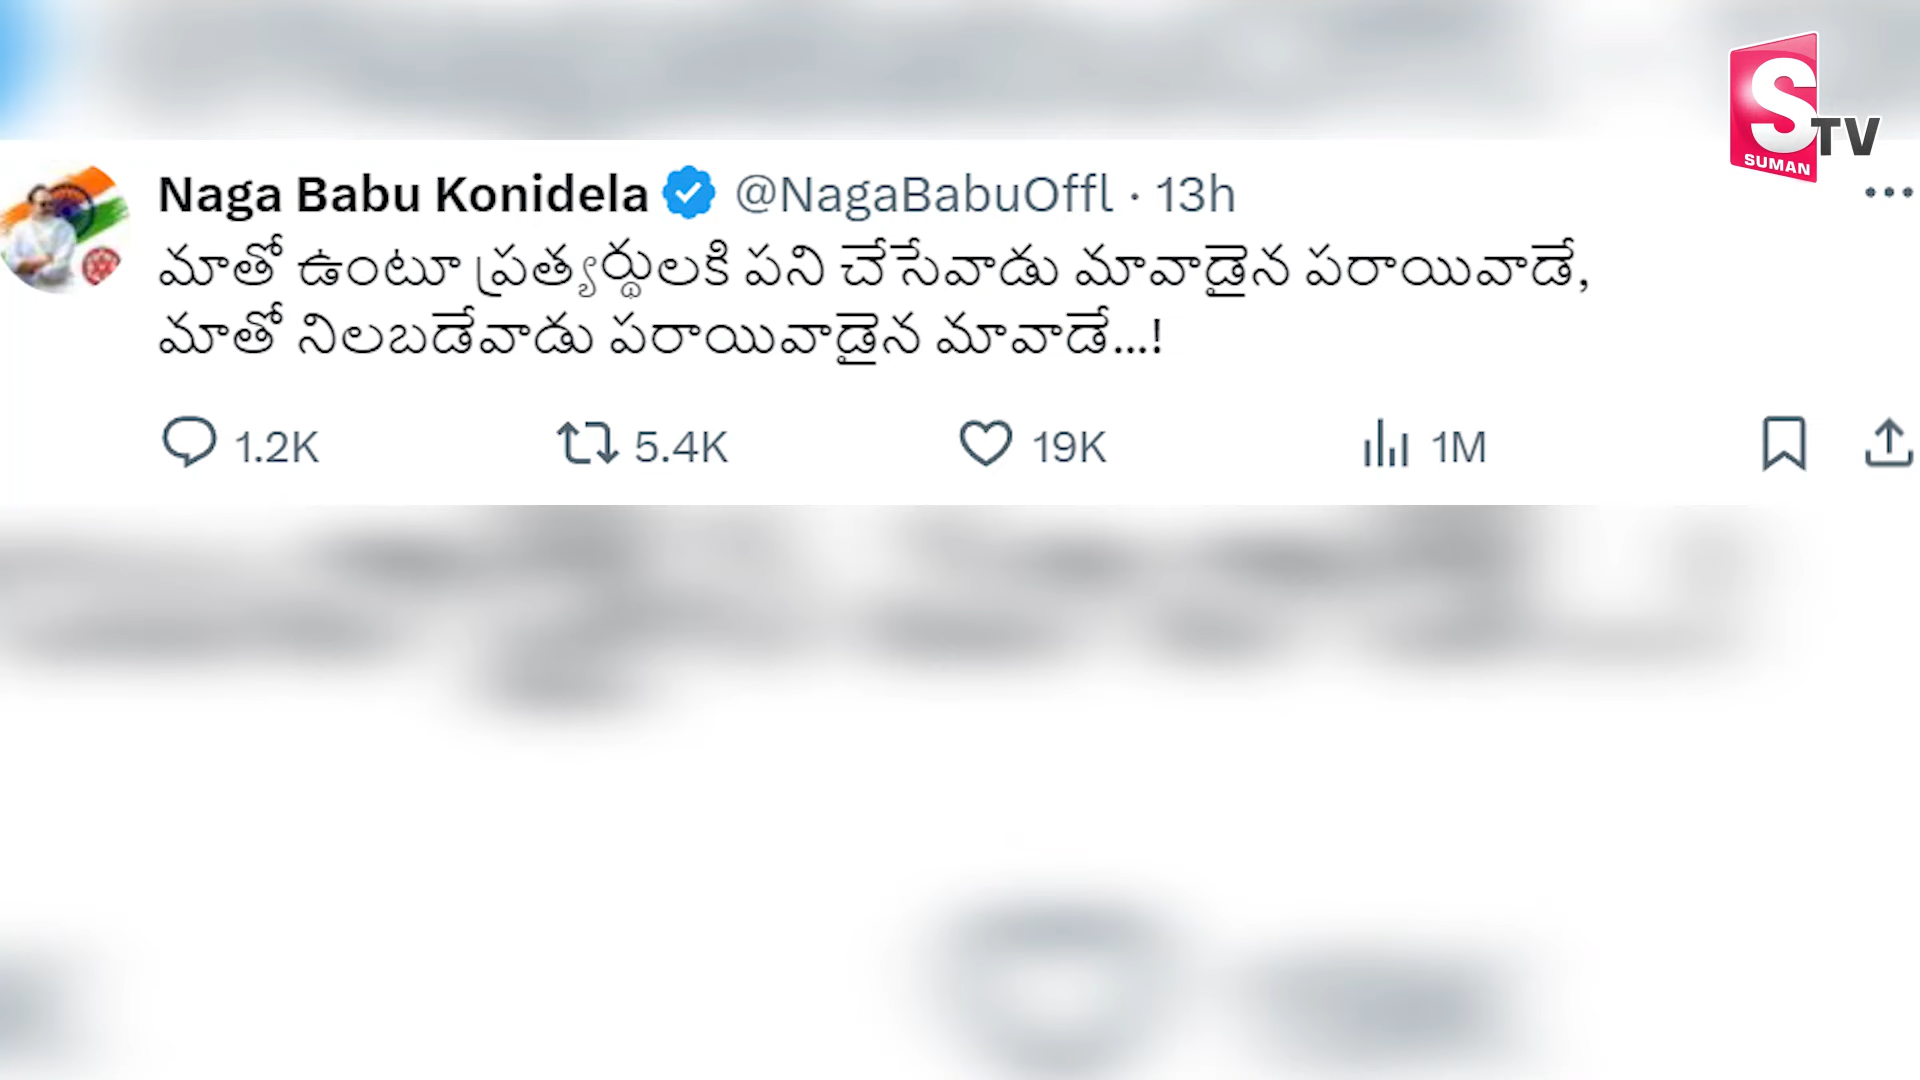 S
TV
SUMAN
Naga Babu Konidela @NagaBabuOffl · 13h
మాతో ఉంటూ ప్రత్యర్థులకి పని చేసేవాడు మావాడైన పరాయివాడే,
మాతో నిలబడేవాడు పరాయివాడైన మావాడే...!
1.2K 5.4K 19K 1M